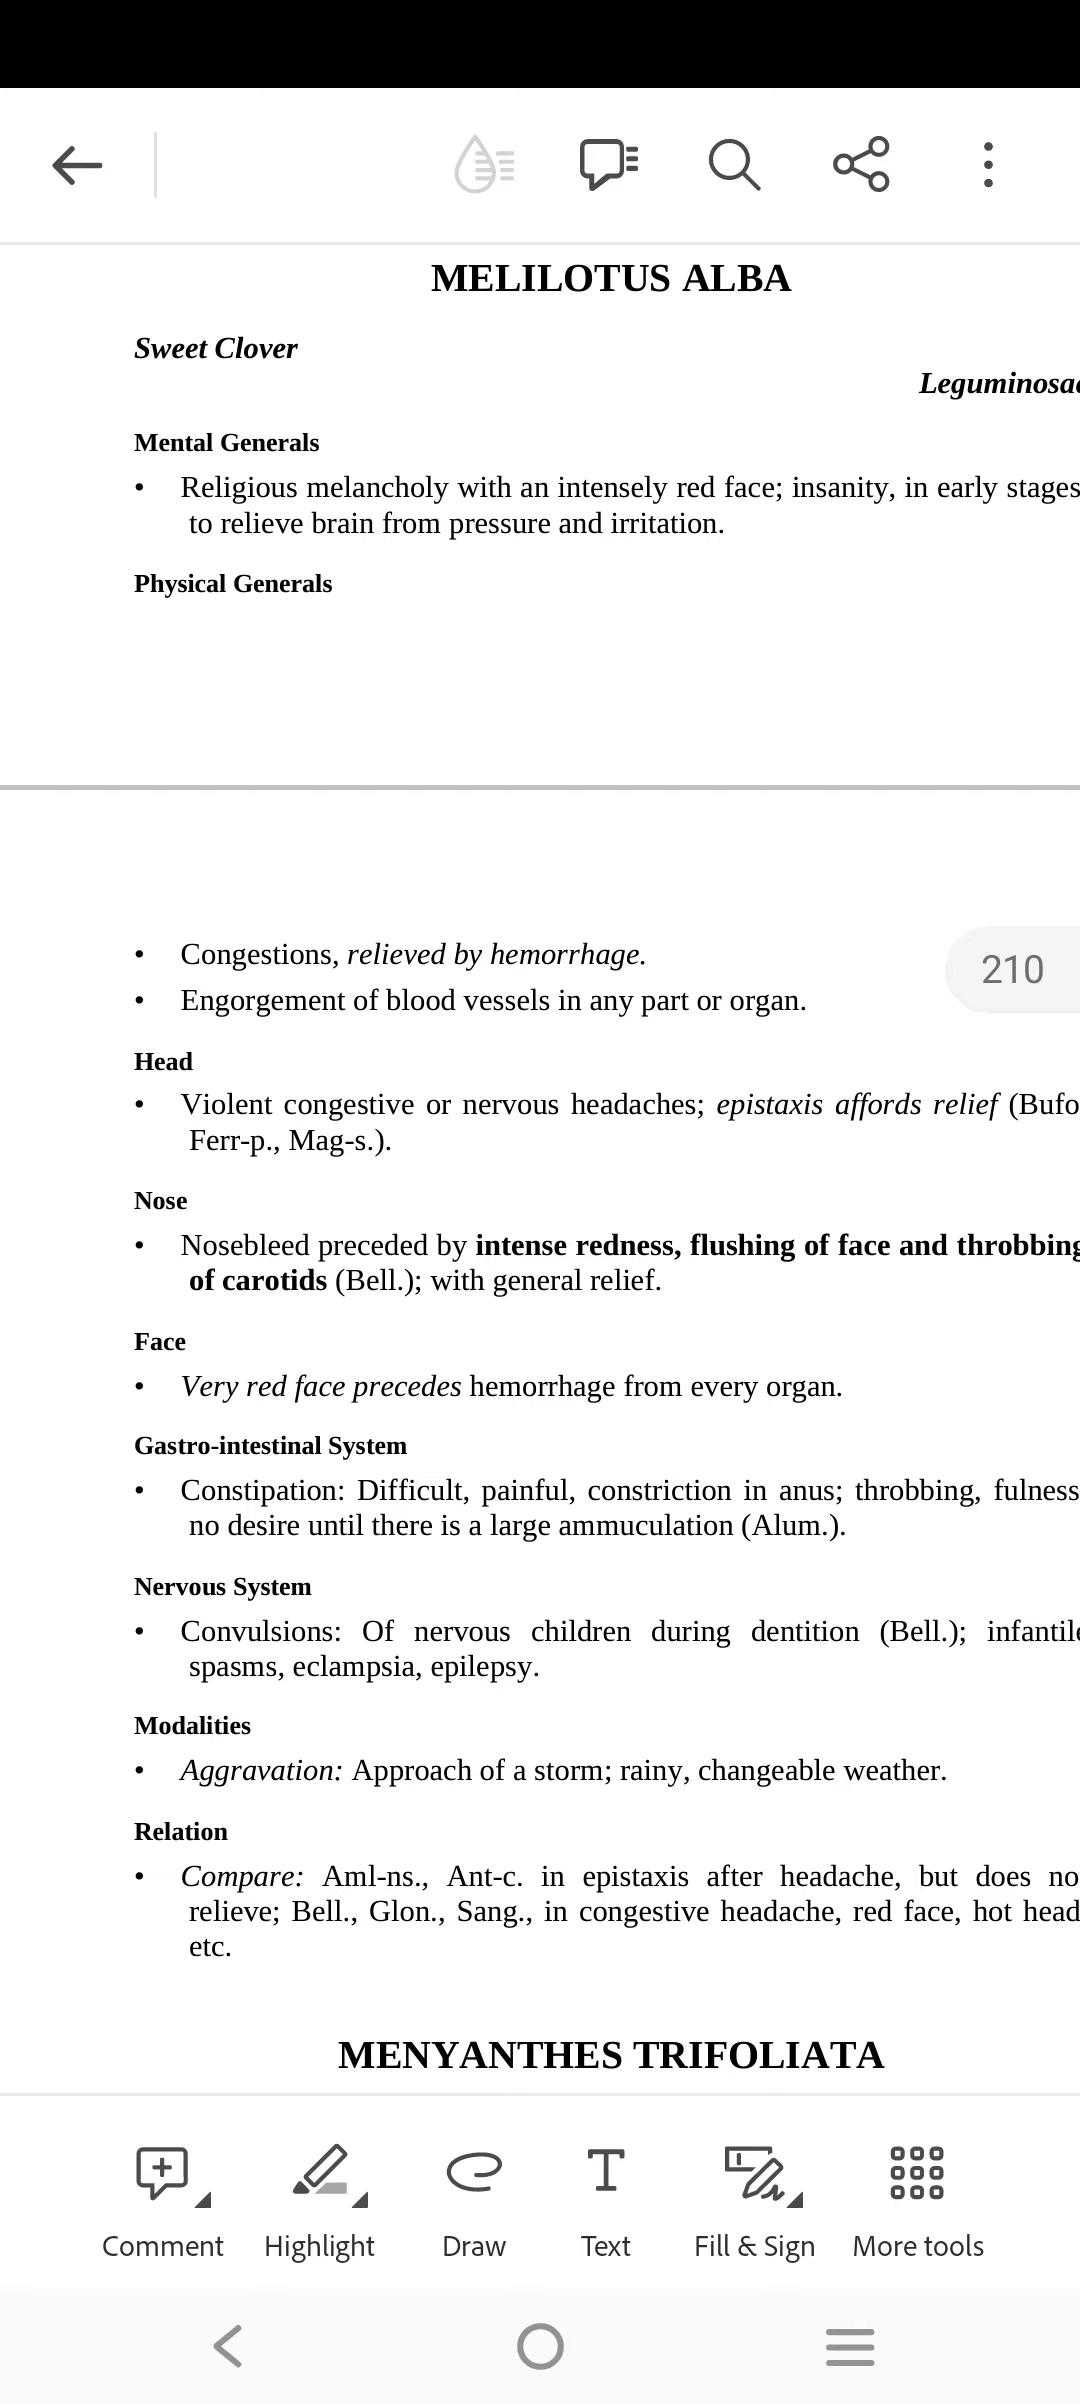 MELILOTUS ALBA
Sweet Clover
Leguminosae
Mental Generals
• Religious melancholy with an intensely red face; insanity, in early stages
to relieve brain from pressure and irritation.
Physical Generals
• Congestions, relieved by hemorrhage.
210
• Engorgement of blood vessels in any part or organ.
Head
• Violent congestive or nervous headaches; epistaxis affords relief (Bufo
Ferr-p., Mag-s.).
Nose
• Nosebleed preceded by intense redness, flushing of face and throbbing
of carotids (Bell.); with general relief.
Face
• Very red face precedes hemorrhage from every organ.
Gastro-intestinal System
• Constipation: Difficult, painful, constriction in anus; throbbing, fulness
no desire until there is a large ammuculation (Alum.).
Nervous System
• Convulsions: Of nervous children during dentition (Bell.); infantile
spasms, eclampsia, epilepsy.
Modalities
• Aggravation: Approach of a storm; rainy, changeable weather.
Relation
• Compare: Aml-ns., Ant-c. in epistaxis after headache, but does no
relieve; Bell., Glon., Sang., in congestive headache, red face, hot head
etc.
MENYANTHES TRIFOLIATA
Comment Highlight Draw Text Fill & Sign More tools